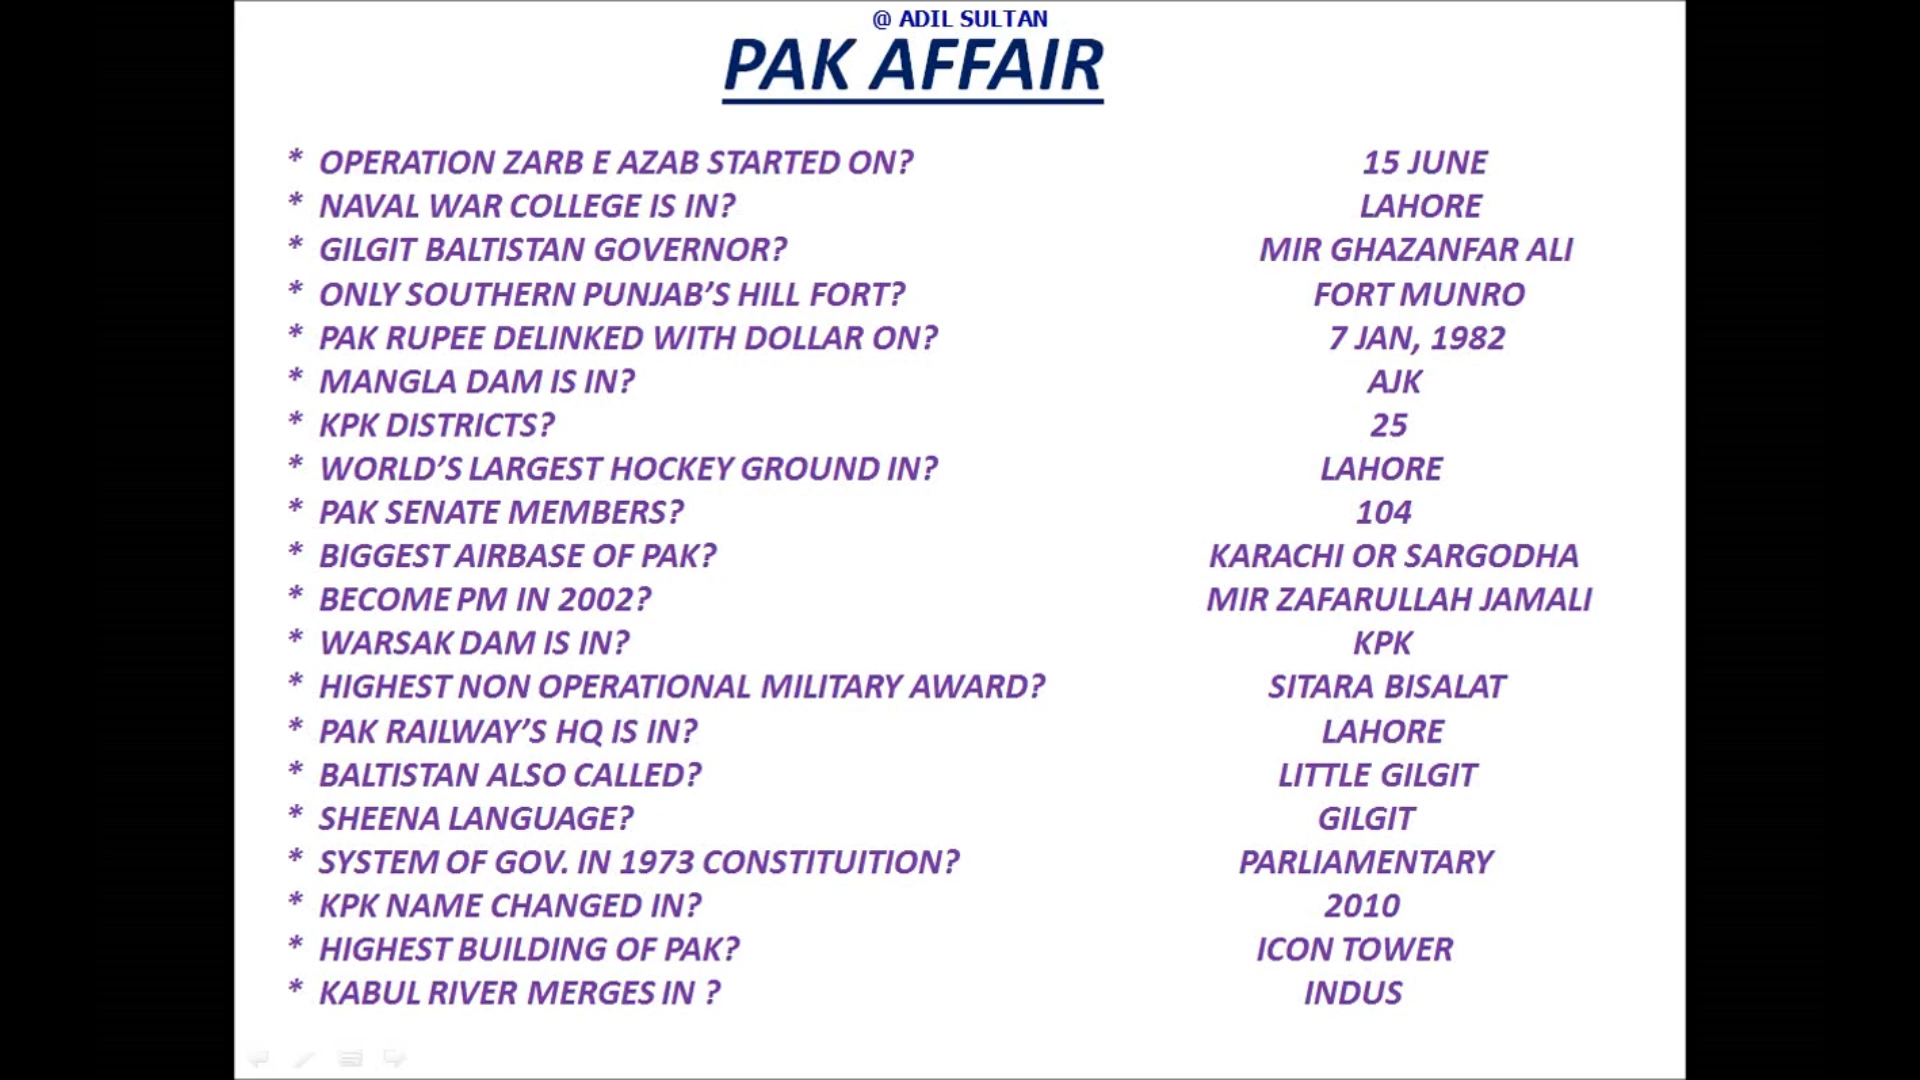 @ ADIL SULTAN
PAK AFFAIR
* OPERATION ZARB E AZAB STARTED ON? 15 JUNE
* NAVAL WAR COLLEGE IS IN? LAHORE
* GILGIT BALTISTAN GOVERNOR? MIR GHAZANFAR ALI
* ONLY SOUTHERN PUNJAB’S HILL FORT? FORT MUNRO
* PAK RUPEE DELINKED WITH DOLLAR ON? 7 JAN, 1982
* MANGLA DAM IS IN? AJK
* KPK DISTRICTS? 25
* WORLD’S LARGEST HOCKEY GROUND IN? LAHORE
* PAK SENATE MEMBERS? 104
* BIGGEST AIRBASE OF PAK? KARACHI OR SARGODHA
* BECOME PM IN 2002? MIR ZAFARULLAH JAMALI
* WARSAK DAM IS IN? KPK
* HIGHEST NON OPERATIONAL MILITARY AWARD? SITARA BISALAT
* PAK RAILWAY’S HQ IS IN? LAHORE
* BALTISTAN ALSO CALLED? LITTLE GILGIT
* SHEENA LANGUAGE? GILGIT
* SYSTEM OF GOV. IN 1973 CONSTITUITION? PARLIAMENTARY
* KPK NAME CHANGED IN? 2010
* HIGHEST BUILDING OF PAK? ICON TOWER
* KABUL RIVER MERGES IN ? INDUS